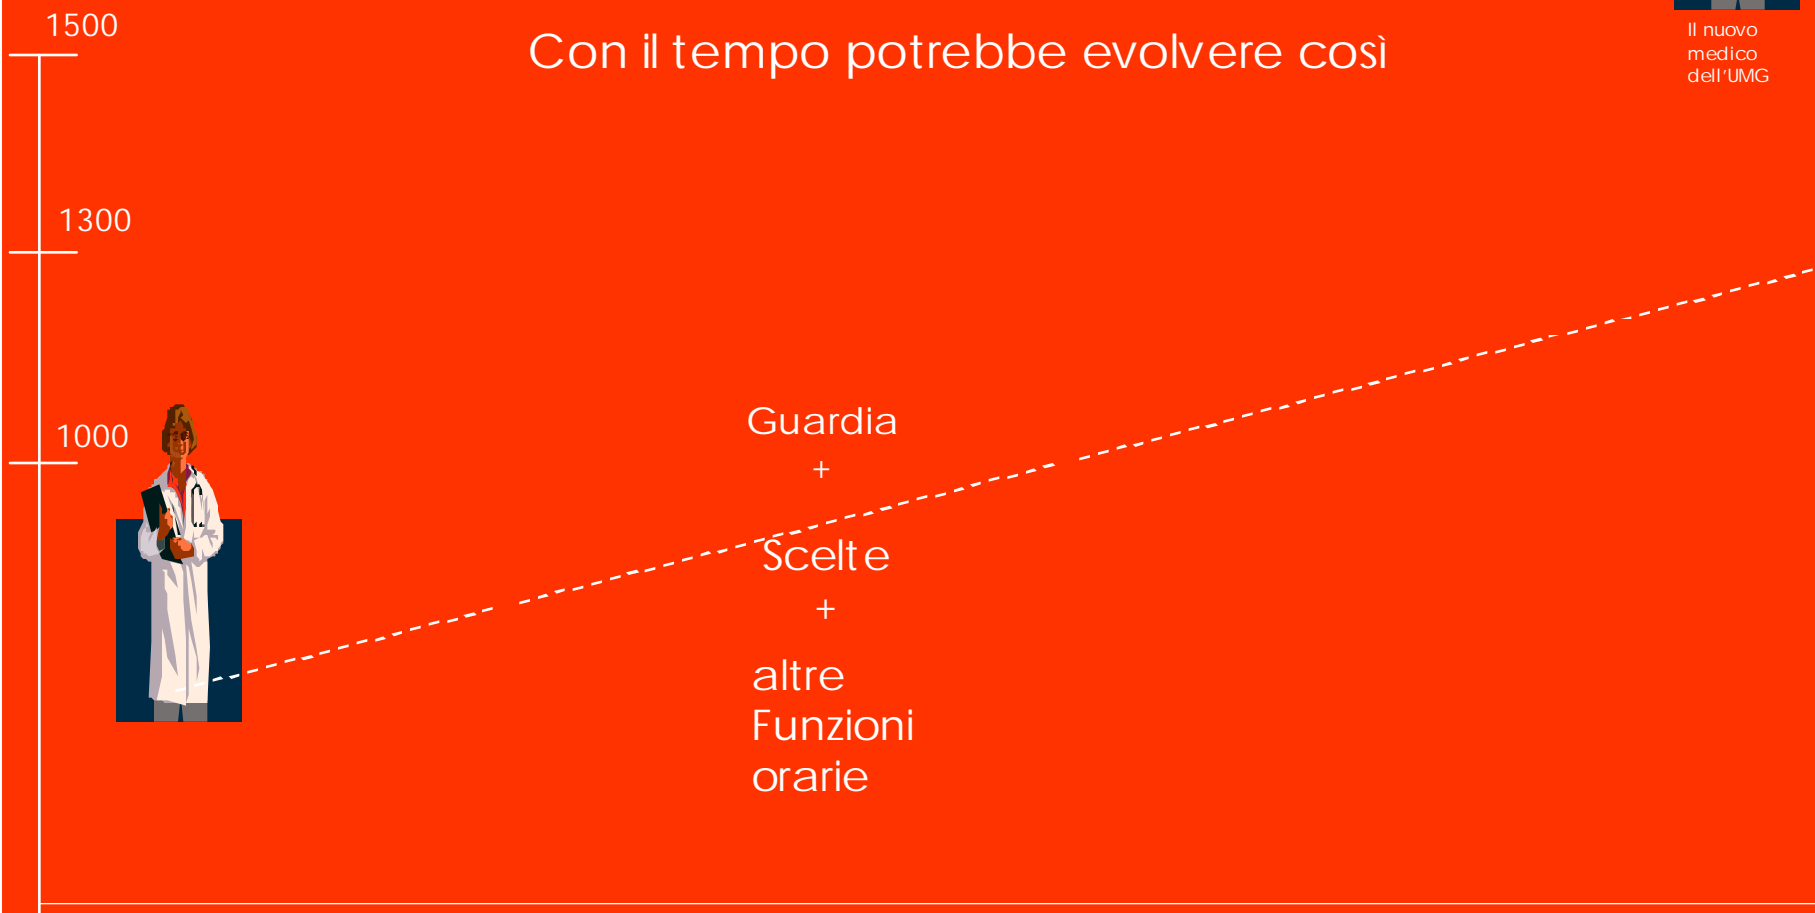 1500
Con il tempo potrebbe evolvere così
Il nuovo
medico
dell'UMG
1300
1000
Guardia
+
Scelte
+
altre
Funzioni
orarie